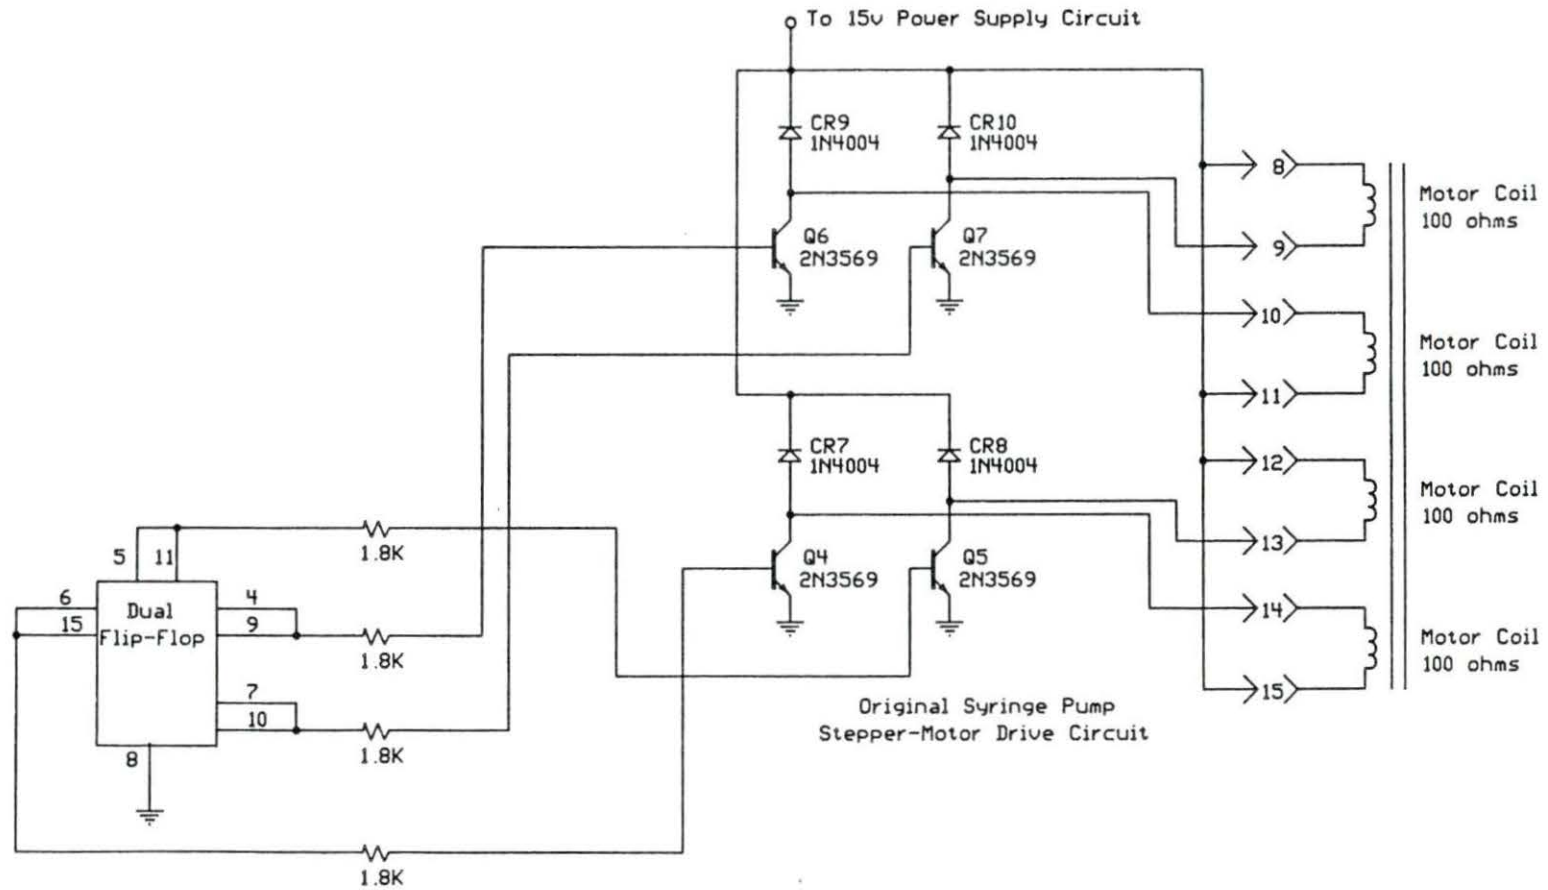 To 15v Power Supply Circuit
CR9
1N4004
CR10
1N4004
8
Motor Coil
100 ohms
Q6
2N3569
Q7
2N3569
9
10
Motor Coil
100 ohms
11
CR7
1N4004
CR8
1N4004
12
Motor Coil
100 ohms
13
5
11
1.8K
Q4
2N3569
Q5
2N3569
6
15
Dual
Flip-Flop
4
9
1.8K
14
Motor Coil
100 ohms
15
7
10
1.8K
8
Original Syringe Pump
Stepper-Motor Drive Circuit
1.8K